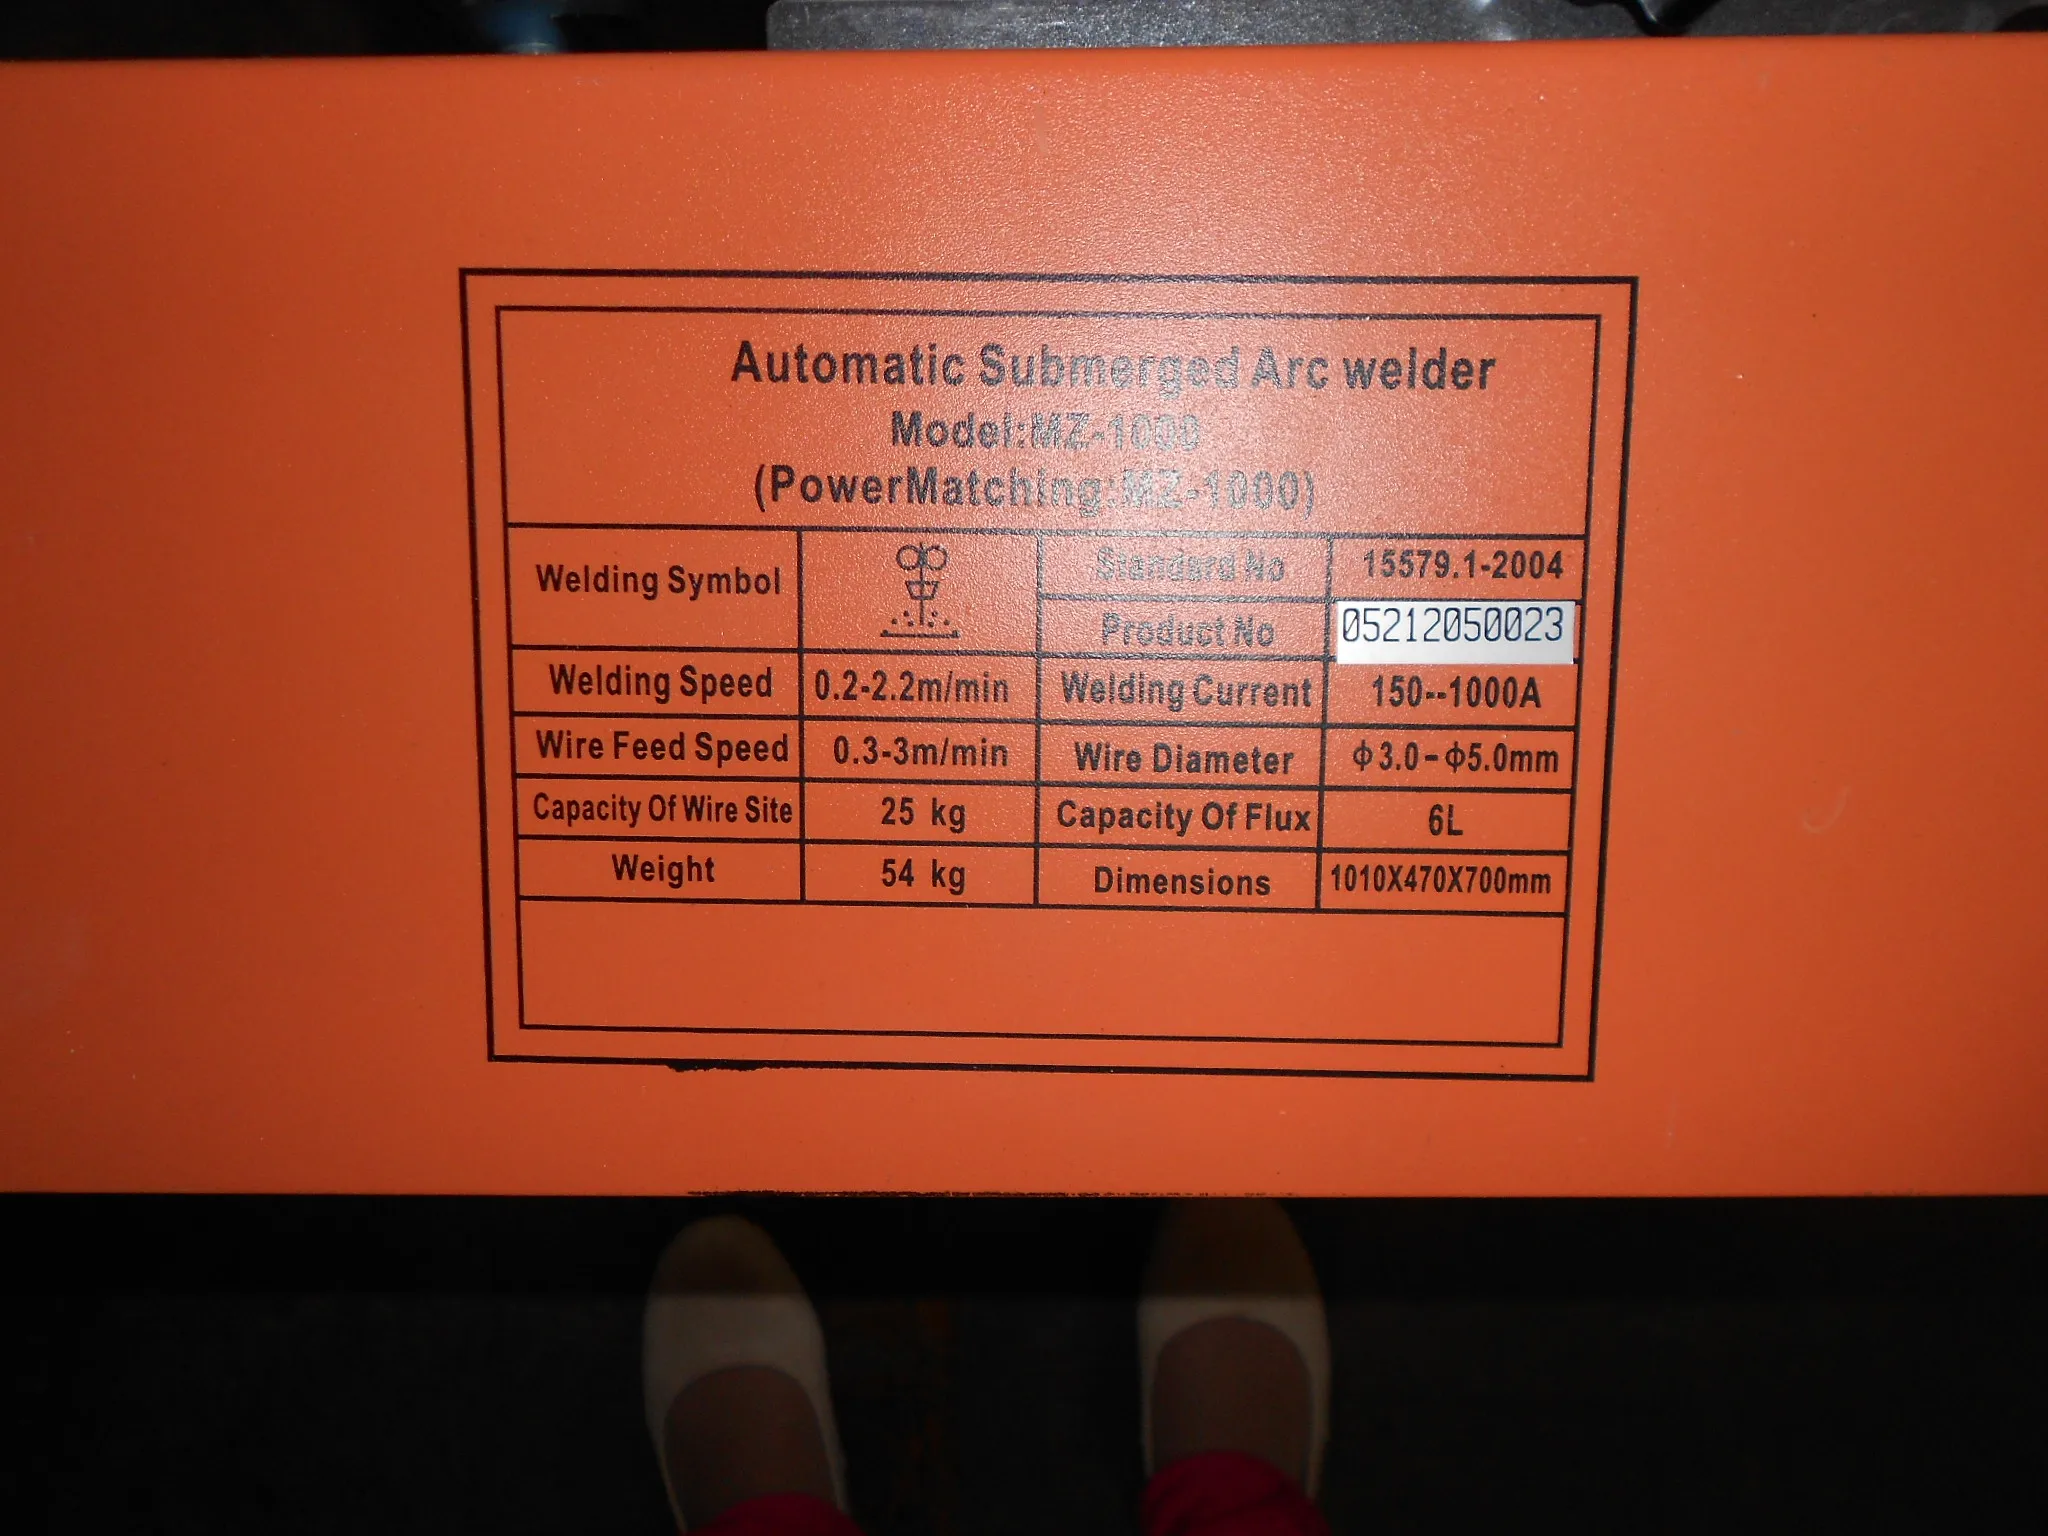 Automatic Submerged Arc welder
Model:MZ-1000
(PowerMatching:MZ-1000)
Welding Symbol
Standard No 15579.1-2004
Product No 05212050023
Welding Speed 0.2-2.2m/min Welding Current 150--1000A
Wire Feed Speed 0.3-3m/min Wire Diameter ϕ3.0-ϕ5.0mm
Capacity Of Wire Site 25 kg Capacity Of Flux 6L
Weight 54 kg Dimensions 1010X470X700mm